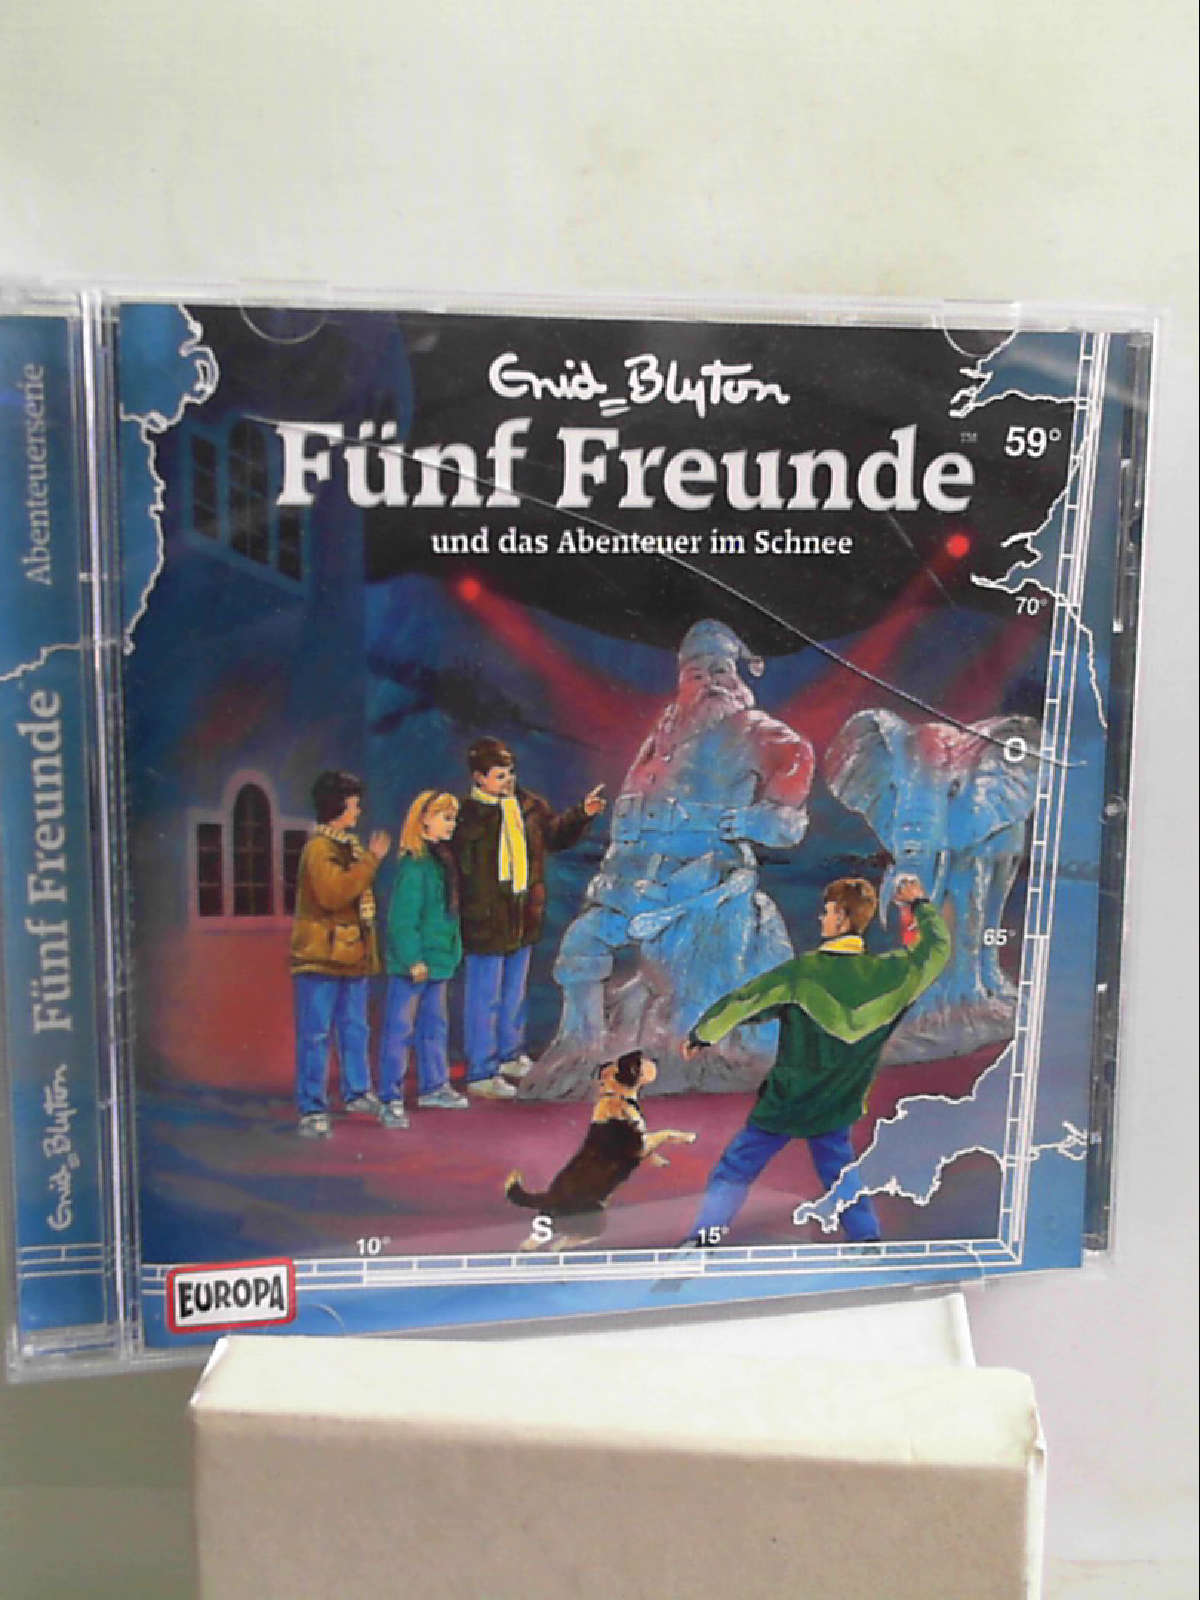 Enid Blyton
Fünf Freunde
TM
59°
und das Abenteuer im Schnee
70°
O
65°
S
10°
15°
EUROPA
Enid Blyton Fünf Freunde Abenteuerserie